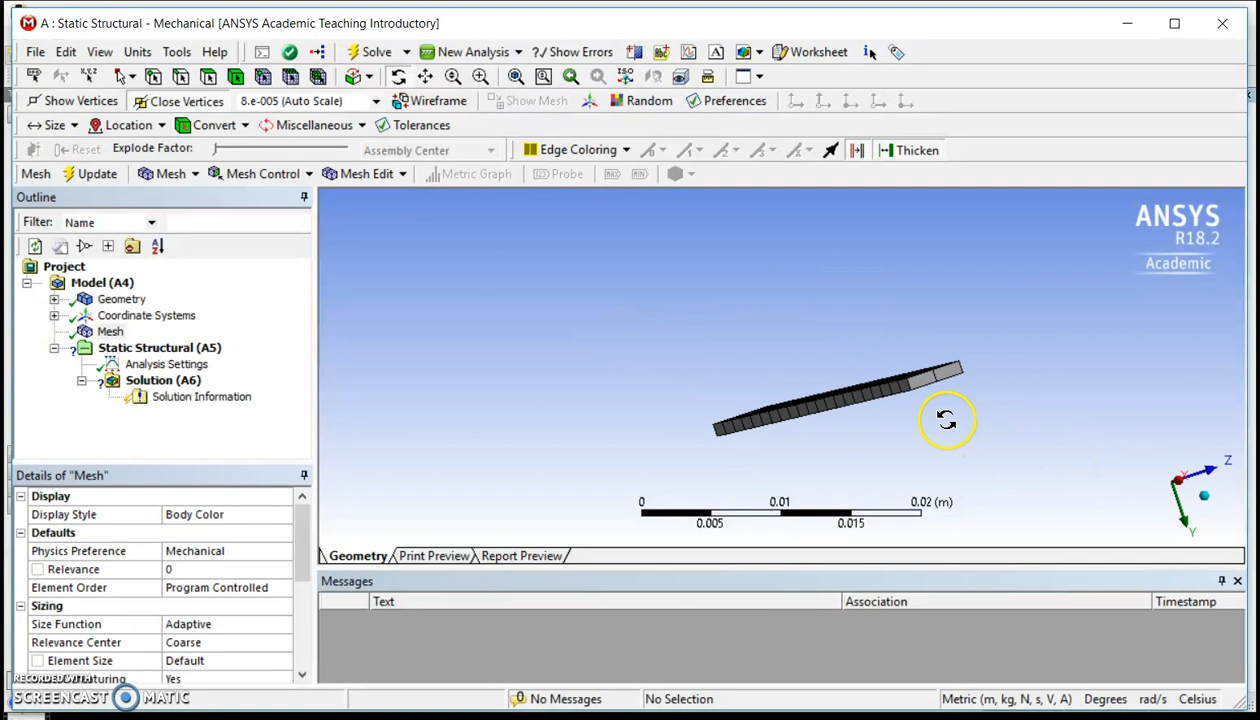 A : Static Structural - Mechanical [ANSYS Academic Teaching Introductory]
File Edit View Units Tools Help Solve New Analysis ?/ Show Errors Worksheet
ISO
Show Vertices Close Vertices 8.e-005 (Auto Scale) Wireframe Show Mesh Random Preferences
Size Location Convert Miscellaneous Tolerances
Reset Explode Factor: Assembly Center Edge Coloring Thicken
Mesh Update Mesh Mesh Control Mesh Edit Metric Graph Probe
Outline
Filter: Name
Project
Model (A4)
Geometry
Coordinate Systems
Mesh
Static Structural (A5)
Analysis Settings
Solution (A6)
Solution Information
ANSYS
R18.2
Academic
0 0.01 0.02 (m)
0.005 0.015
Z
Y
Geometry Print Preview Report Preview
Details of "Mesh"
Display
Display Style Body Color
Defaults
Physics Preference Mechanical
Relevance 0
Element Order Program Controlled
Sizing
Size Function Adaptive
Relevance Center Coarse
Element Size Default
Yes
Messages
Text Association Timestamp
RECORDED WITH
SCREENCAST MATIC
No Messages No Selection Metric (m, kg, N, s, V, A) Degrees rad/s Celsius